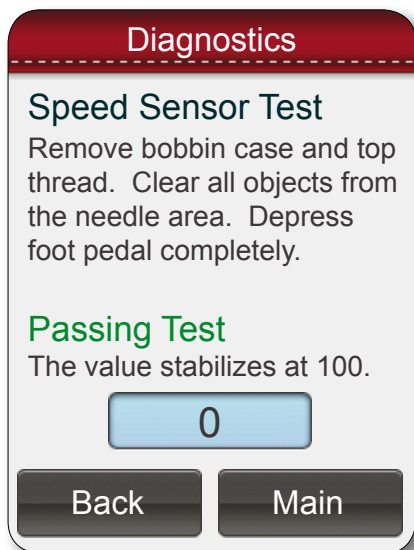 Diagnostics
Speed Sensor Test
Remove bobbin case and top
thread.  Clear all objects from
the needle area.  Depress
foot pedal completely.
Passing Test
The value stabilizes at 100.
0
Back
Main